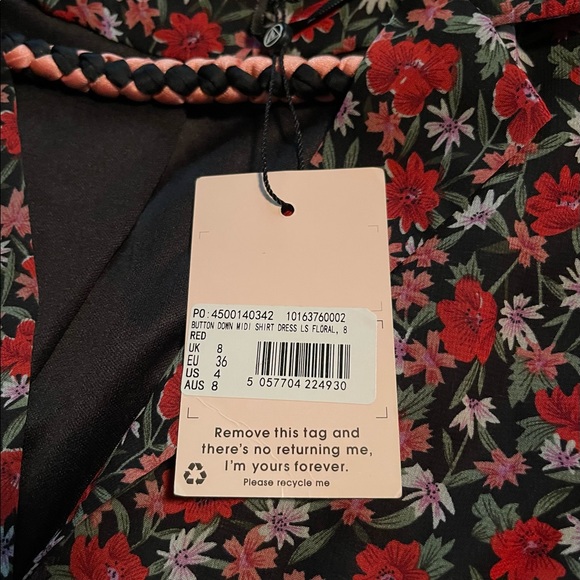 PO:4500140342 10163760002
BUTTON DOWN MIDI SHIRT DRESS LS FLORAL, 8
RED
UK 8
EU 36
US 4
AUS 8
5 057704 224930
Remove this tag and
there's no returning me,
I'm yours forever.
Please recycle me